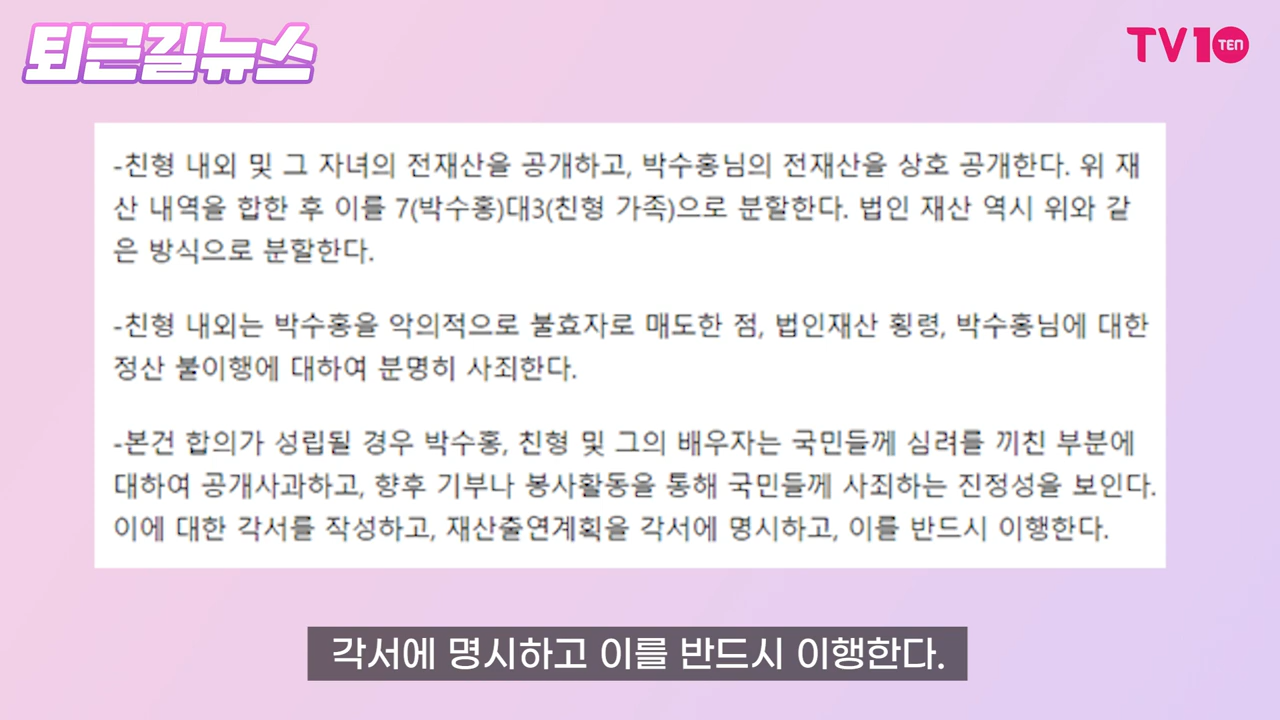 퇴근길뉴스
TV10 TEN
-친형 내외 및 그 자녀의 전재산을 공개하고, 박수홍님의 전재산을 상호 공개한다. 위 재
산 내역을 합한 후 이를 7(박수홍)대3(친형 가족)으로 분할한다. 법인 재산 역시 위와 같
은 방식으로 분할한다.
-친형 내외는 박수홍을 악의적으로 불효자로 매도한 점, 법인재산 횡령, 박수홍님에 대한
정산 불이행에 대하여 분명히 사죄한다.
-본건 합의가 성립될 경우 박수홍, 친형 및 그의 배우자는 국민들께 심려를 끼친 부분에
대하여 공개사과하고, 향후 기부나 봉사활동을 통해 국민들께 사죄하는 진정성을 보인다.
이에 대한 각서를 작성하고, 재산출연계획을 각서에 명시하고, 이를 반드시 이행한다.
각서에 명시하고 이를 반드시 이행한다.